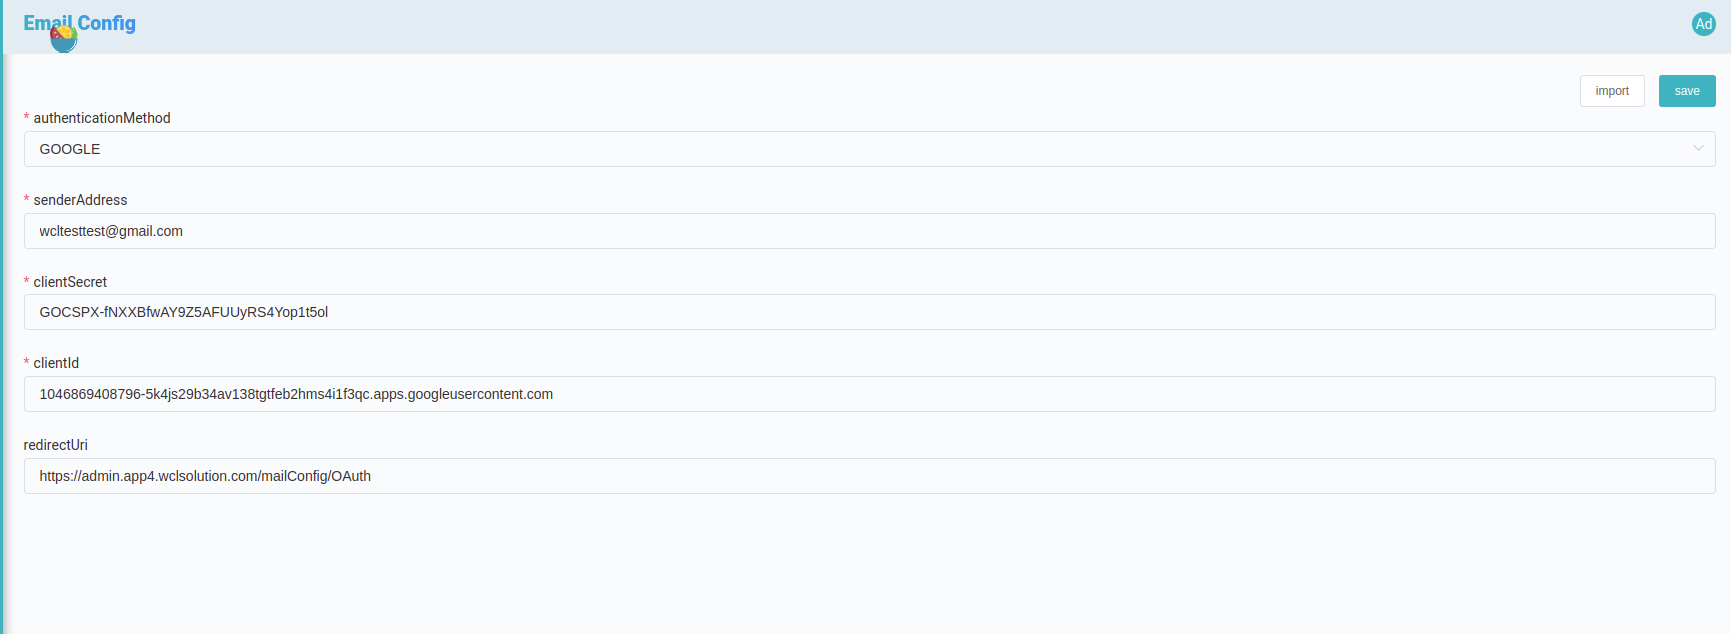 Email Config
Ad
import
save
* authenticationMethod
GOOGLE
* senderAddress
wcltesttest@gmail.com
* clientSecret
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
* clientId
1046869408796-5k4js29b34av138tgtfeb2hms4i1f3qc.apps.googleusercontent.com
redirectUri
https://admin.app4.wclsolution.com/mailConfig/OAuth